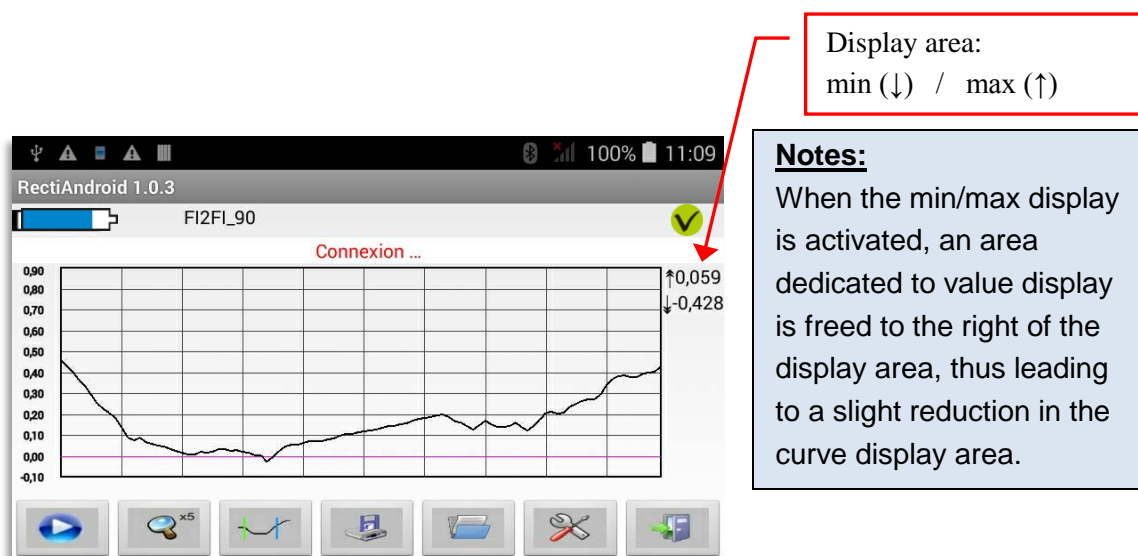 Display area:
min (↓) / max (↑)
100% 11:09
RectiAndroid 1.0.3
FI2FI_90
Connexion ...
0,90
0,80
0,70
0,60
0,50
0,40
0,30
0,20
0,10
0,00
-0,10
↑0,059
↓-0,428
x5
Notes:
When the min/max display
is activated, an area
dedicated to value display
is freed to the right of the
display area, thus leading
to a slight reduction in the
curve display area.